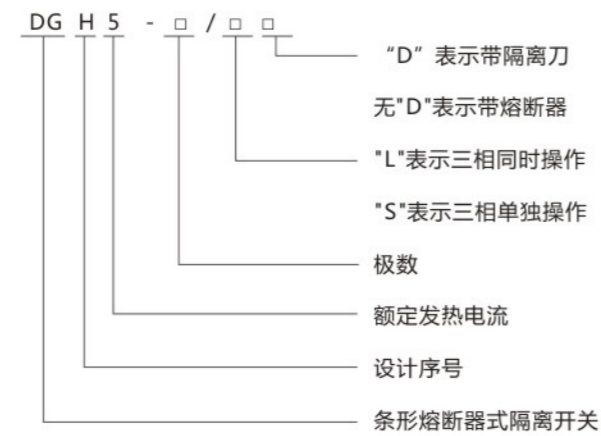 DG H 5 - □ / □ □
“D”表示带隔离刀
无"D"表示带熔断器
"L"表示三相同时操作
"S"表示三相单独操作
极数
额定发热电流
设计序号
条形熔断器式隔离开关